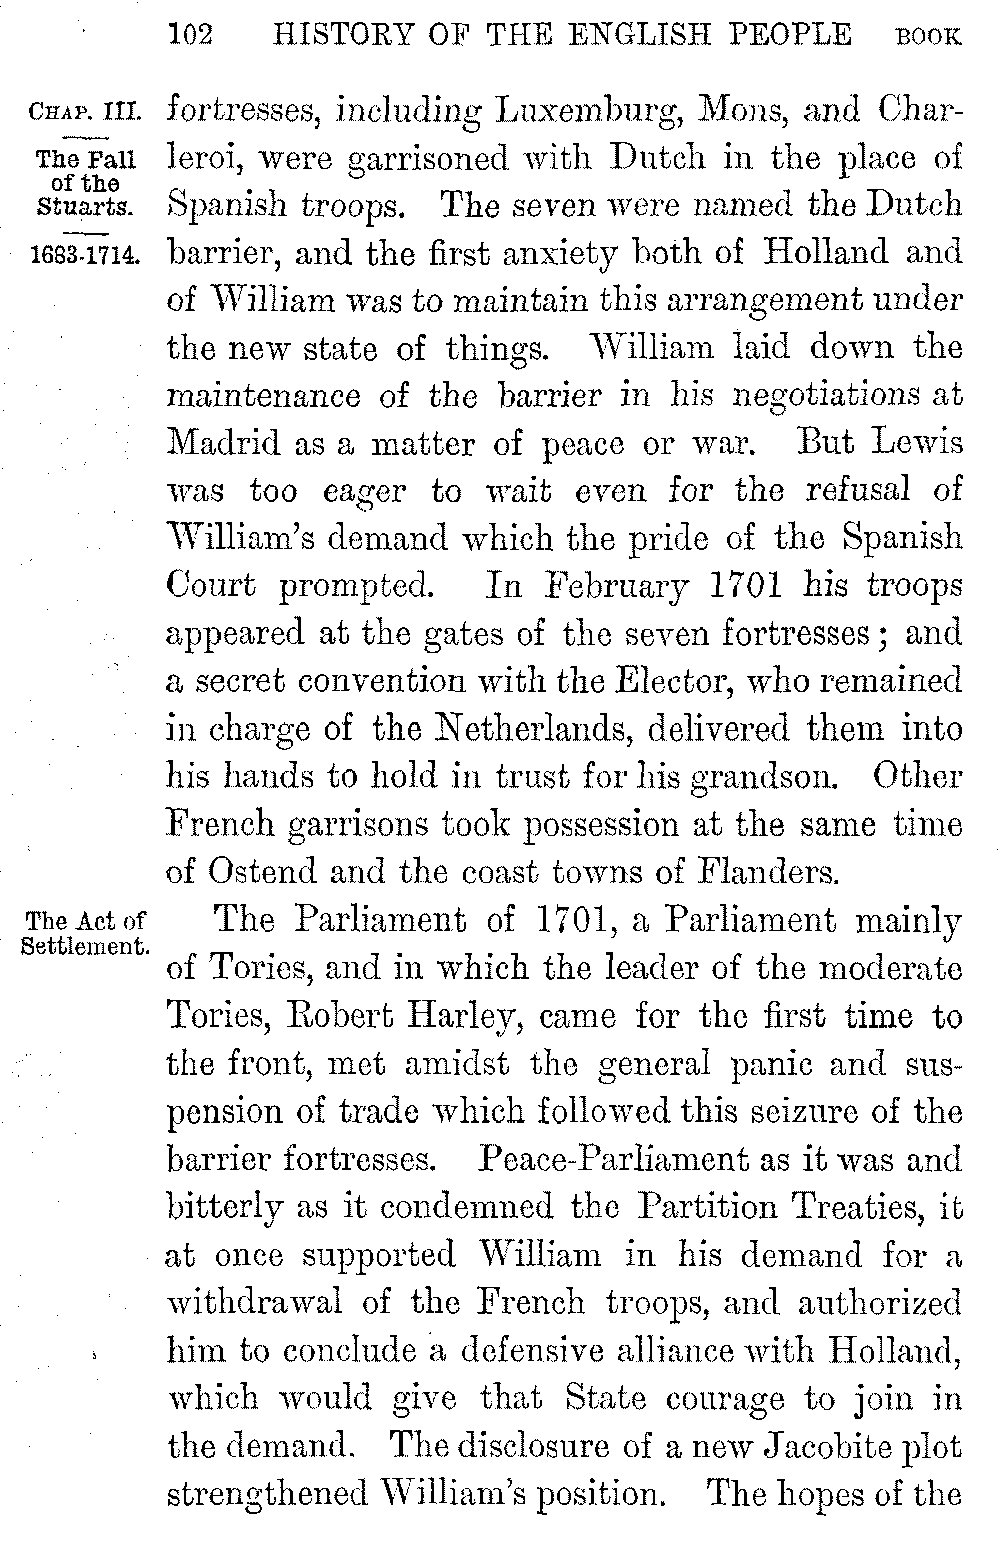 102 HISTORY OF THE ENGLISH PEOPLE BOOK
CHAP. III.
The Fall
of the
Stuarts.
1683-1714.
fortresses, including Luxemburg, Mons, and Char-
leroi, were garrisoned with Dutch in the place of
Spanish troops. The seven were named the Dutch
barrier, and the first anxiety both of Holland and
of William was to maintain this arrangement under
the new state of things. William laid down the
maintenance of the barrier in his negotiations at
Madrid as a matter of peace or war. But Lewis
was too eager to wait even for the refusal of
William's demand which the pride of the Spanish
Court prompted. In February 1701 his troops
appeared at the gates of the seven fortresses; and
a secret convention with the Elector, who remained
in charge of the Netherlands, delivered them into
his hands to hold in trust for his grandson. Other
French garrisons took possession at the same time
of Ostend and the coast towns of Flanders.
The Act of
Settlement.
The Parliament of 1701, a Parliament mainly
of Tories, and in which the leader of the moderate
Tories, Robert Harley, came for the first time to
the front, met amidst the general panic and sus-
pension of trade which followed this seizure of the
barrier fortresses. Peace-Parliament as it was and
bitterly as it condemned the Partition Treaties, it
at once supported William in his demand for a
withdrawal of the French troops, and authorized
him to conclude a defensive alliance with Holland,
which would give that State courage to join in
the demand. The disclosure of a new Jacobite plot
strengthened William's position. The hopes of the